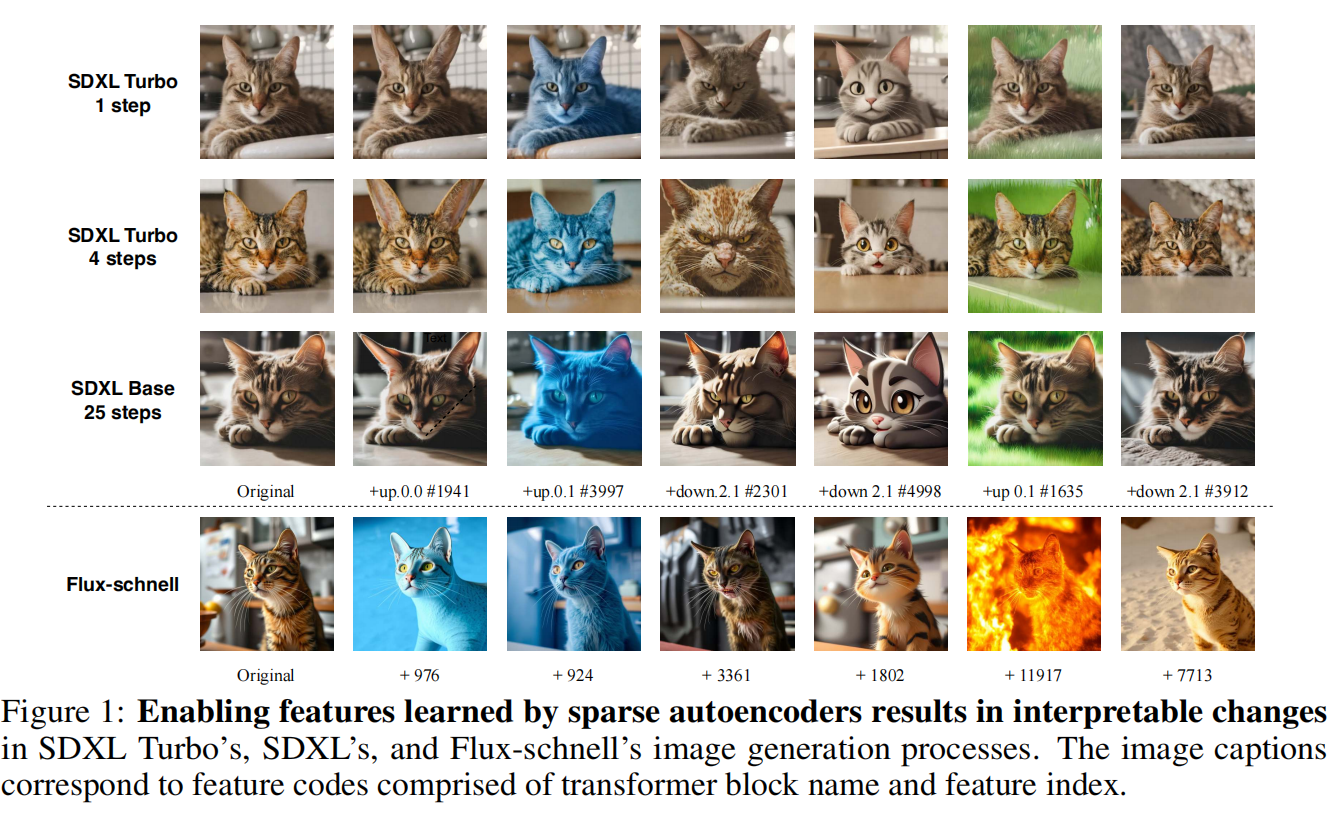 SDXL Turbo
1 step
SDXL Turbo
4 steps
Text
SDXL Base
25 steps
Original
+up.0.0 #1941
+up.0.1 #3997
+down.2.1 #2301
+down 2.1 #4998
+up 0.1 #1635
+down 2.1 #3912
Flux-schnell
Original
+ 976
+ 924
+ 3361
+ 1802
+ 11917
+ 7713
Figure 1: Enabling features learned by sparse autoencoders results in interpretable changes
in SDXL Turbo's, SDXL's, and Flux-schnell's image generation processes. The image captions
correspond to feature codes comprised of transformer block name and feature index.